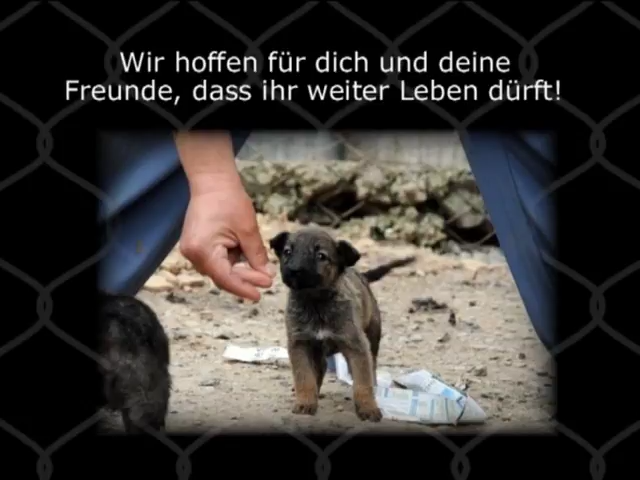 Wir hoffen für dich und deine
Freunde, dass ihr weiter Leben dürft!